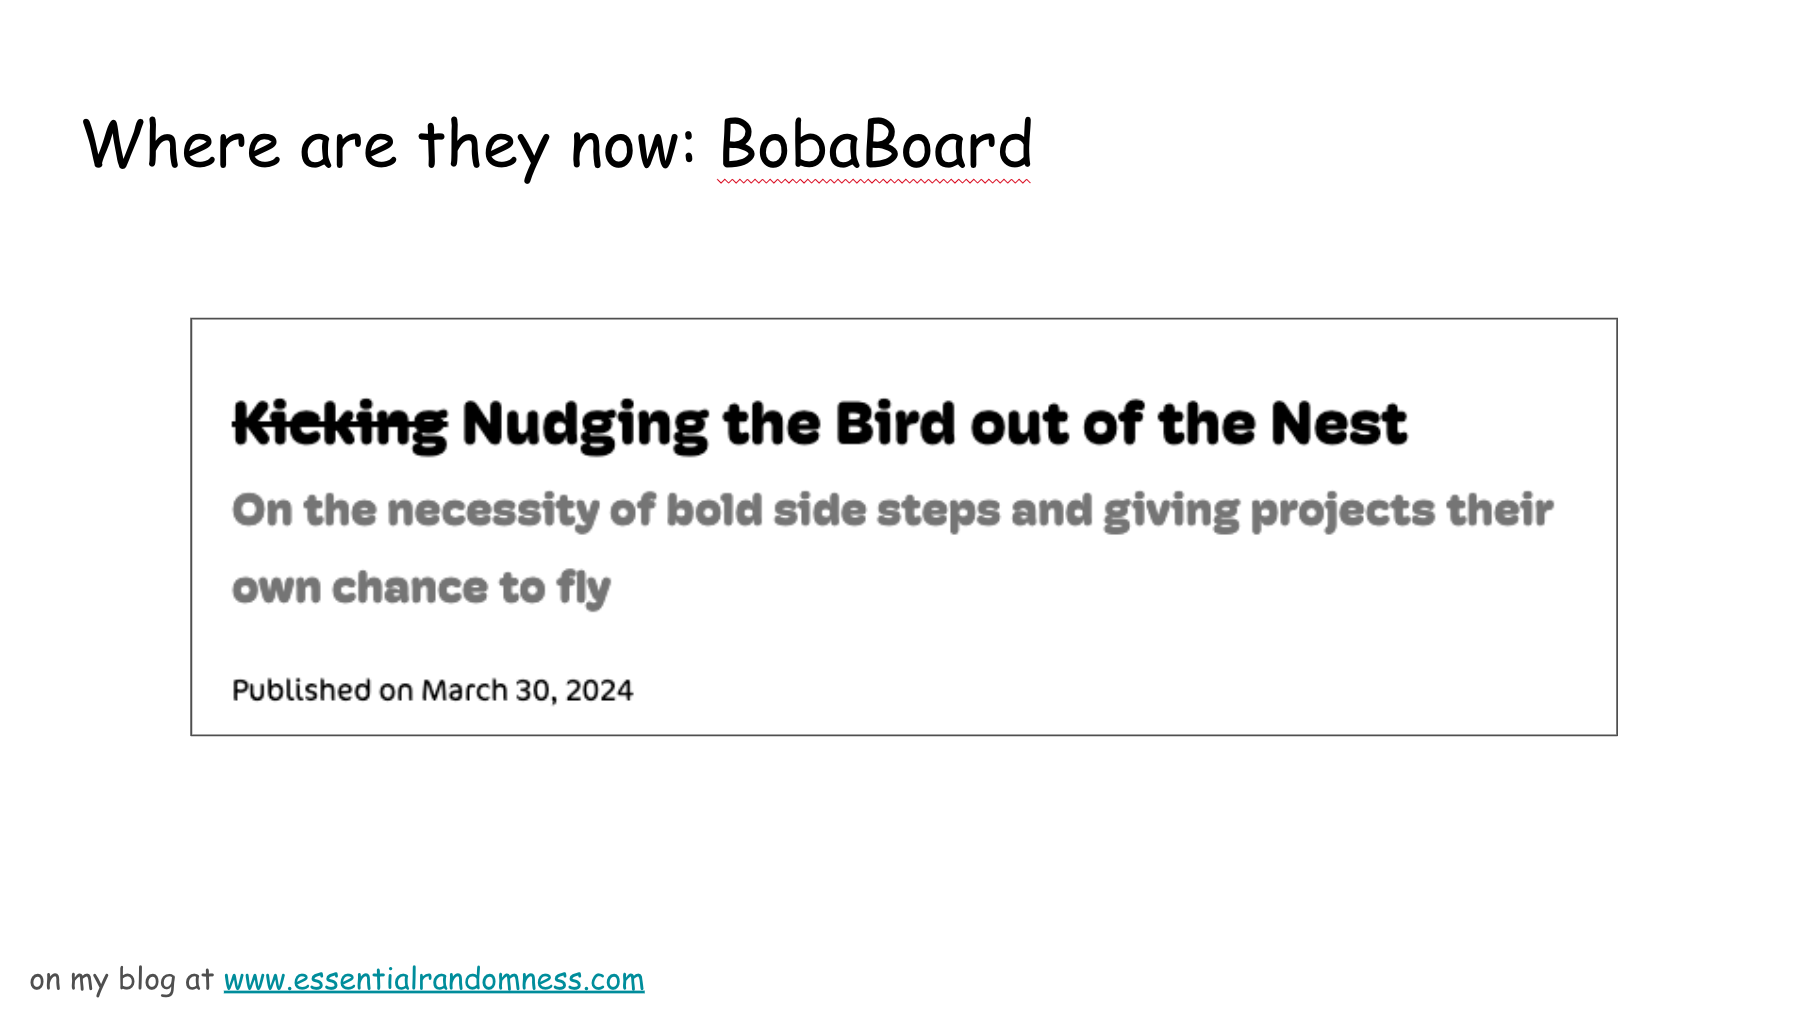 Where are they now: BobaBoard
Kicking Nudging the Bird out of the Nest
On the necessity of bold side steps and giving projects their
own chance to fly
Published on March 30, 2024
on my blog at www.essentialrandomness.com